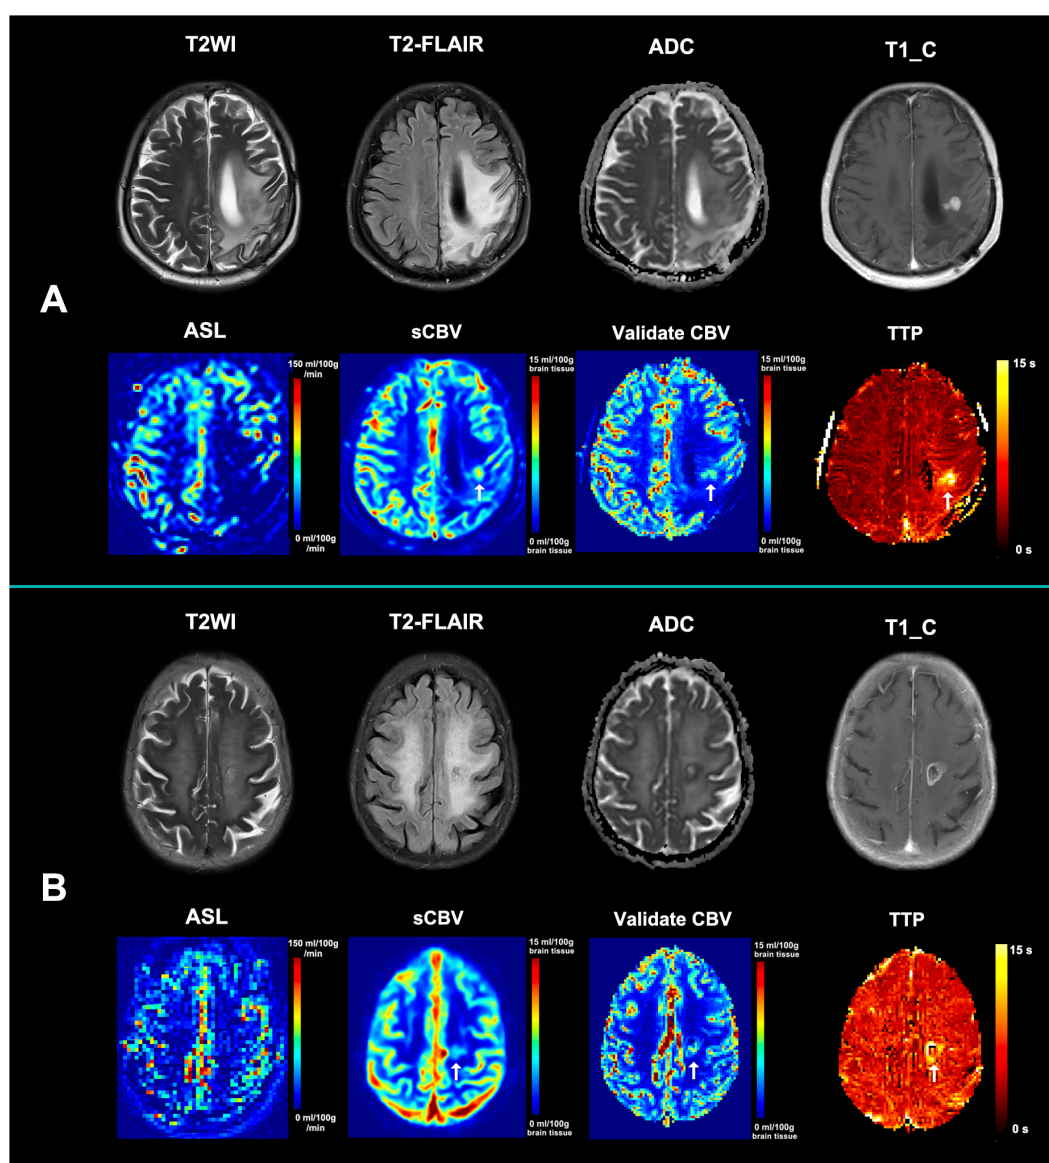 T2WI
T2-FLAIR
ADC
T1_C
A
ASL
sCBV
Validate CBV
TTP
150 ml/100g
/min
0 ml/100g
/min
15 ml/100g
brain tissue
0 ml/100g
brain tissue
15 ml/100g
brain tissue
0 ml/100g
brain tissue
15 s
0 s
T2WI
T2-FLAIR
ADC
T1_C
B
ASL
sCBV
Validate CBV
TTP
150 ml/100g
/min
0 ml/100g
/min
15 ml/100g
brain tissue
0 ml/100g
brain tissue
15 ml/100g
brain tissue
0 ml/100g
brain tissue
15 s
0 s